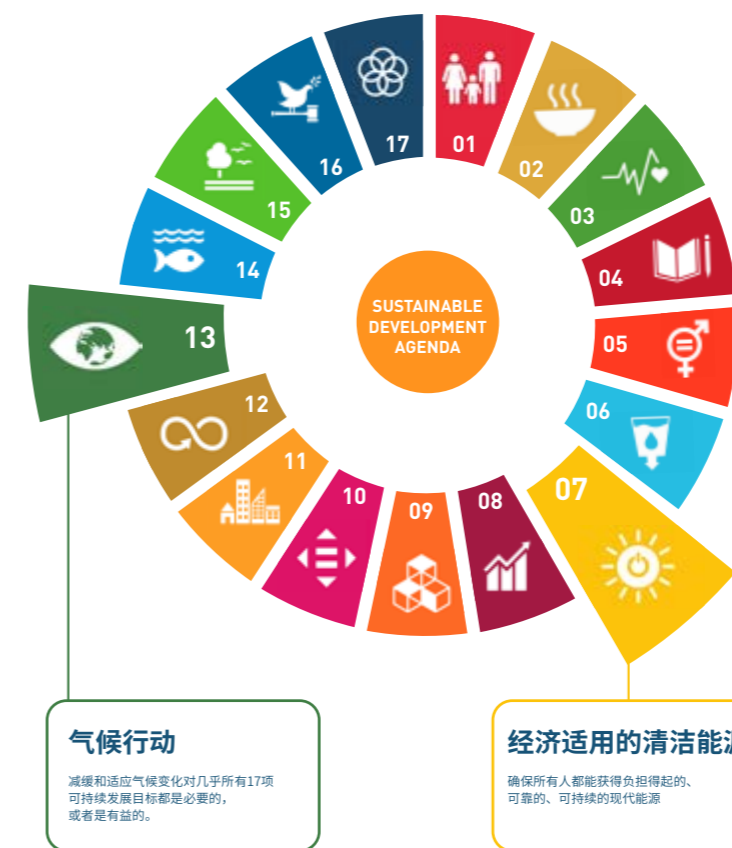 01
02
03
04
05
06
07
08
09
10
11
12
13
14
15
16
17
SUSTAINABLE
DEVELOPMENT
AGENDA
气候行动
减缓和适应气候变化对几乎所有17项
可持续发展目标都是必要的，
或者是有益的。
经济适用的清洁能源
确保所有人都能获得负担得起的、
可靠的、可持续的现代能源